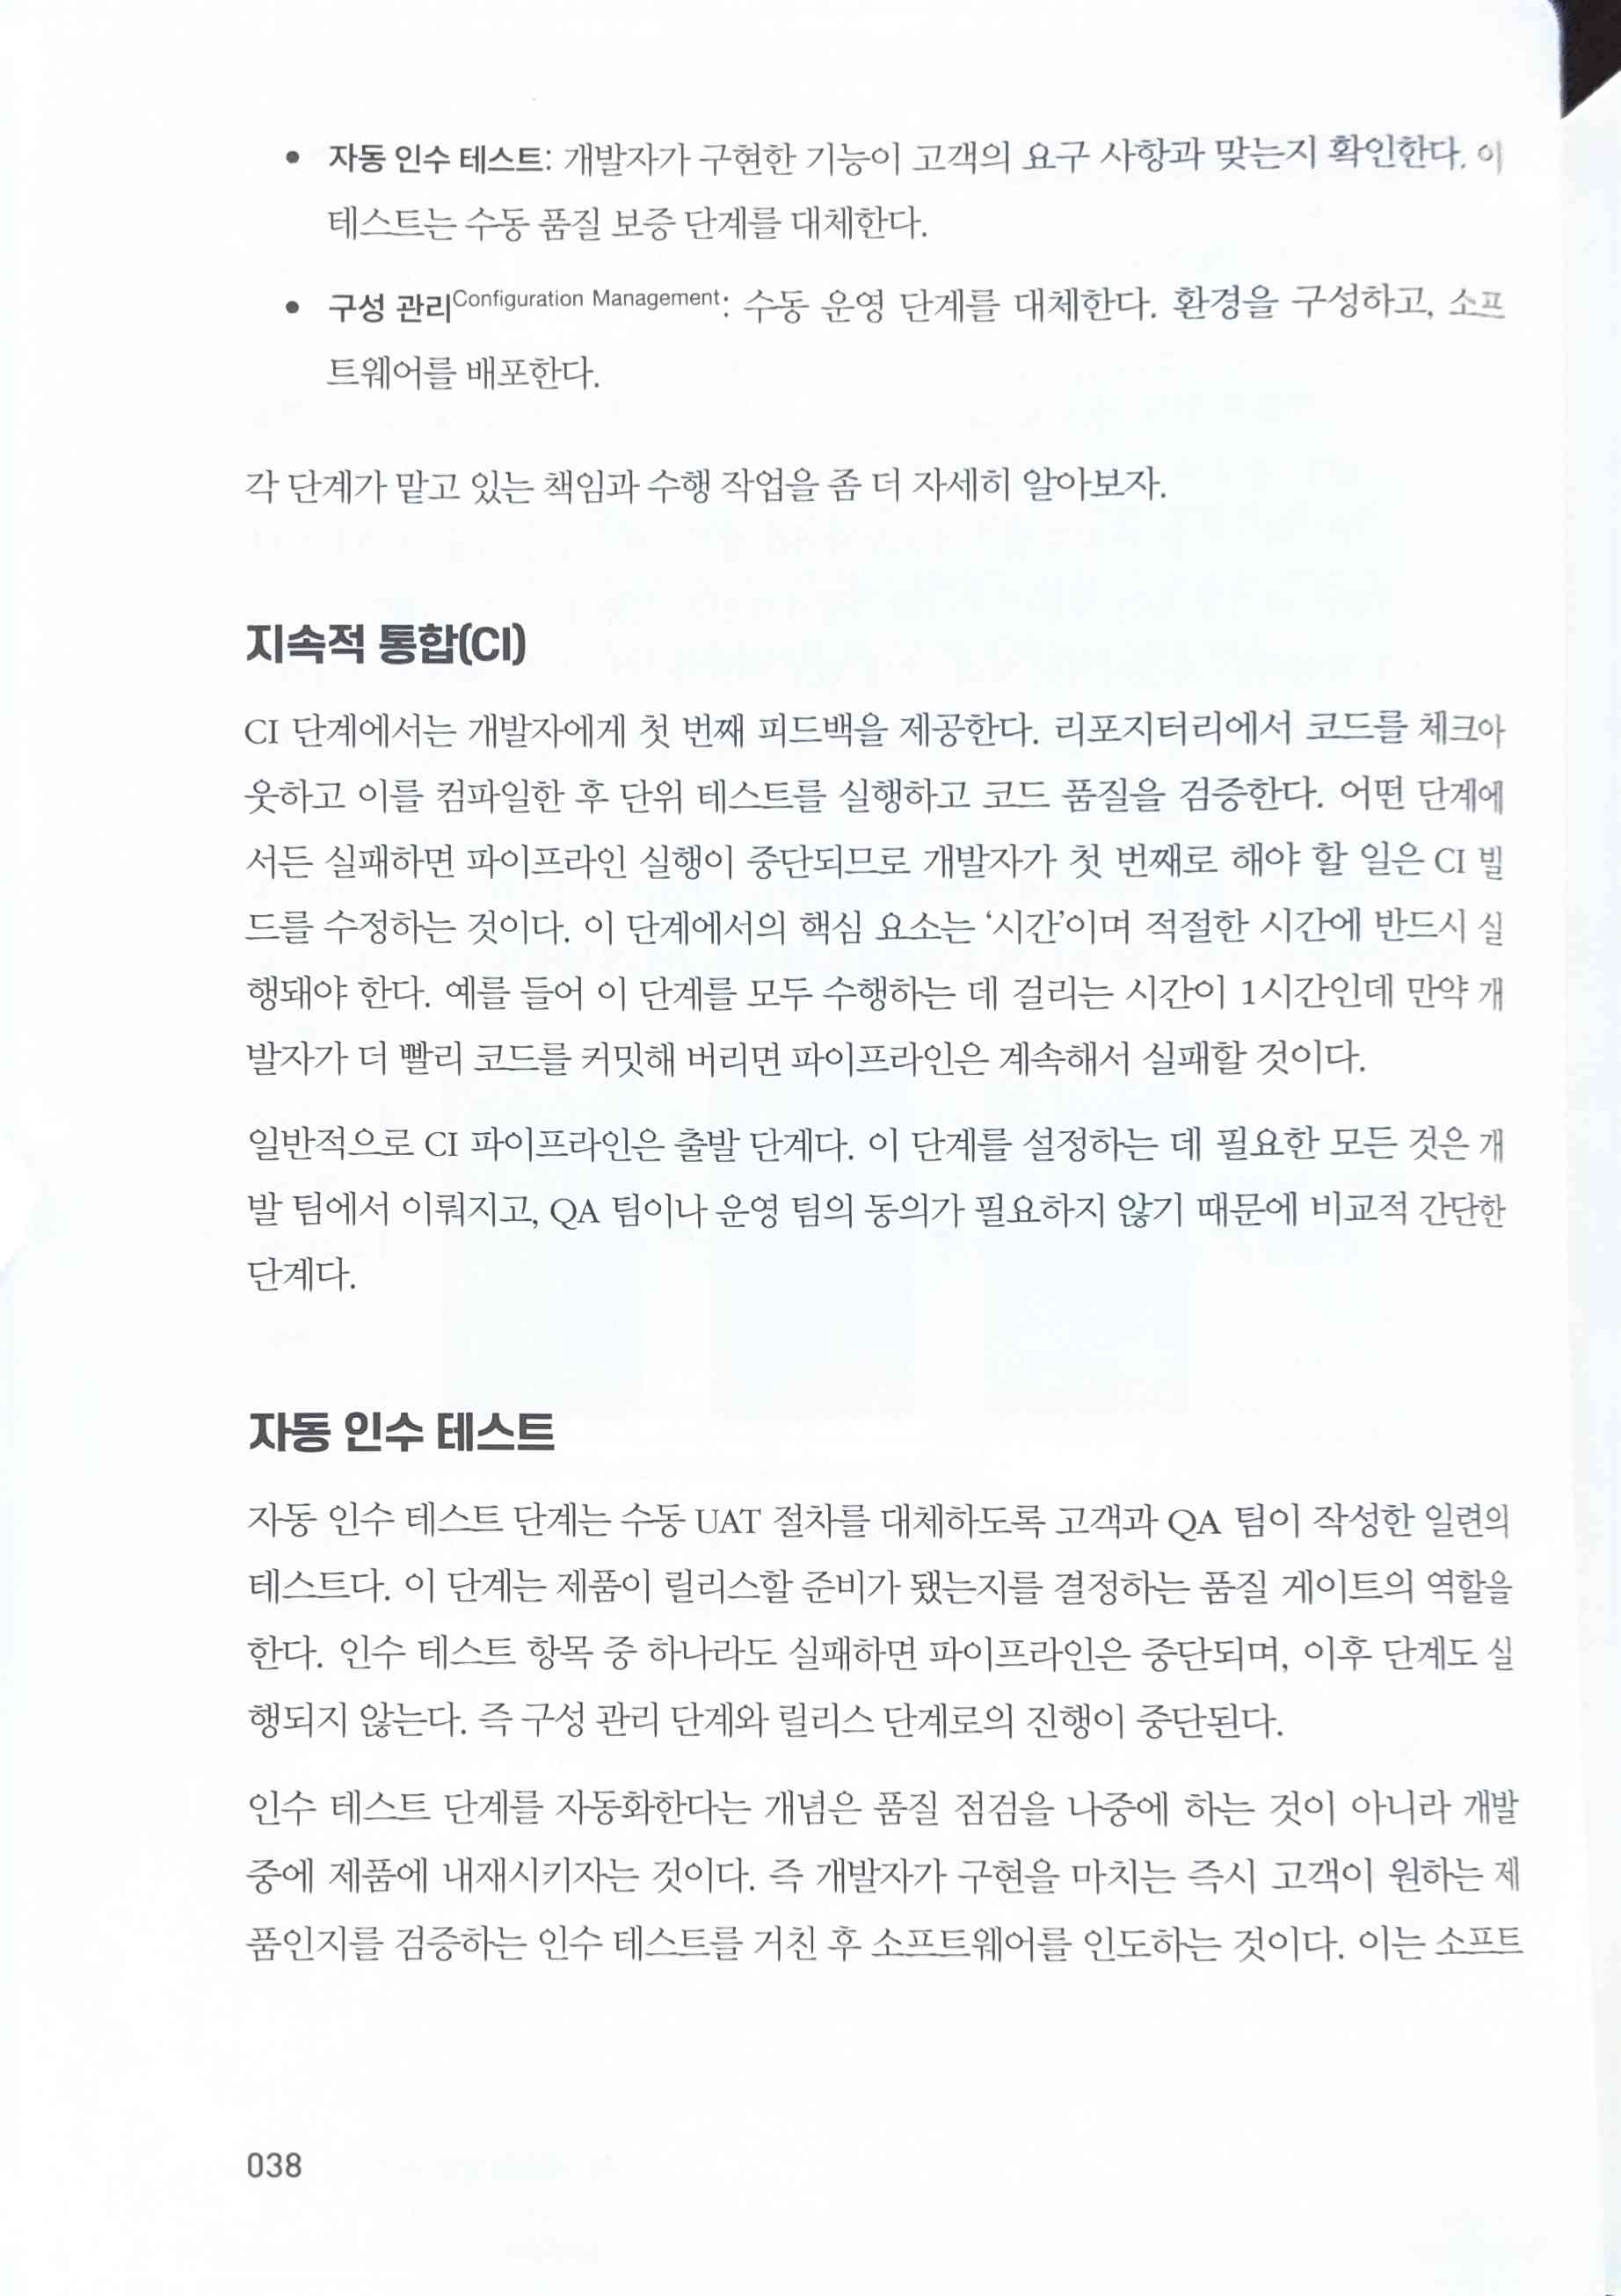 • 자동 인수 테스트: 개발자가 구현한 기능이 고객의 요구 사항과 맞는지 확인한다. 이
테스트는 수동 품질 보증 단계를 대체한다.
• 구성 관리Configuration Management: 수동 운영 단계를 대체한다. 환경을 구성하고, 소프
트웨어를 배포한다.
각 단계가 맡고 있는 책임과 수행 작업을 좀 더 자세히 알아보자.
지속적 통합(CI)
CI 단계에서는 개발자에게 첫 번째 피드백을 제공한다. 리포지터리에서 코드를 체크아
웃하고 이를 컴파일한 후 단위 테스트를 실행하고 코드 품질을 검증한다. 어떤 단계에
서든 실패하면 파이프라인 실행이 중단되므로 개발자가 첫 번째로 해야 할 일은 CI 빌
드를 수정하는 것이다. 이 단계에서의 핵심 요소는 ‘시간’이며 적절한 시간에 반드시 실
행돼야 한다. 예를 들어 이 단계를 모두 수행하는 데 걸리는 시간이 1시간인데 만약 개
발자가 더 빨리 코드를 커밋해 버리면 파이프라인은 계속해서 실패할 것이다.
일반적으로 CI 파이프라인은 출발 단계다. 이 단계를 설정하는 데 필요한 모든 것은 개
발 팀에서 이뤄지고, QA 팀이나 운영 팀의 동의가 필요하지 않기 때문에 비교적 간단한
단계다.
자동 인수 테스트
자동 인수 테스트 단계는 수동 UAT 절차를 대체하도록 고객과 QA 팀이 작성한 일련의
테스트다. 이 단계는 제품이 릴리스할 준비가 됐는지를 결정하는 품질 게이트의 역할을
한다. 인수 테스트 항목 중 하나라도 실패하면 파이프라인은 중단되며, 이후 단계도 실
행되지 않는다. 즉 구성 관리 단계와 릴리스 단계로의 진행이 중단된다.
인수 테스트 단계를 자동화한다는 개념은 품질 점검을 나중에 하는 것이 아니라 개발
중에 제품에 내재시키자는 것이다. 즉 개발자가 구현을 마치는 즉시 고객이 원하는 제
품인지를 검증하는 인수 테스트를 거친 후 소프트웨어를 인도하는 것이다. 이는 소프트
038